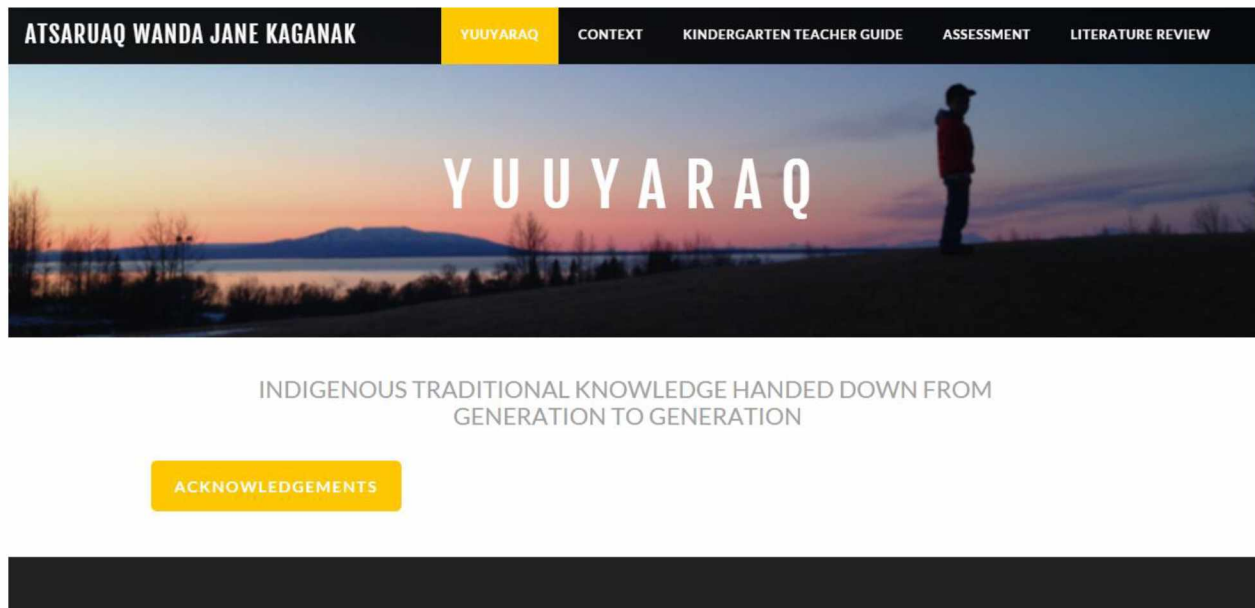 ATSARUAQ WANDA JANE KAGANAK
YUUYARAQ
CONTEXT
KINDERGARTEN TEACHER GUIDE
ASSESSMENT
LITERATURE REVIEW
YUUYARAQ
INDIGENOUS TRADITIONAL KNOWLEDGE HANDED DOWN FROM
GENERATION TO GENERATION
ACKNOWLEDGEMENTS